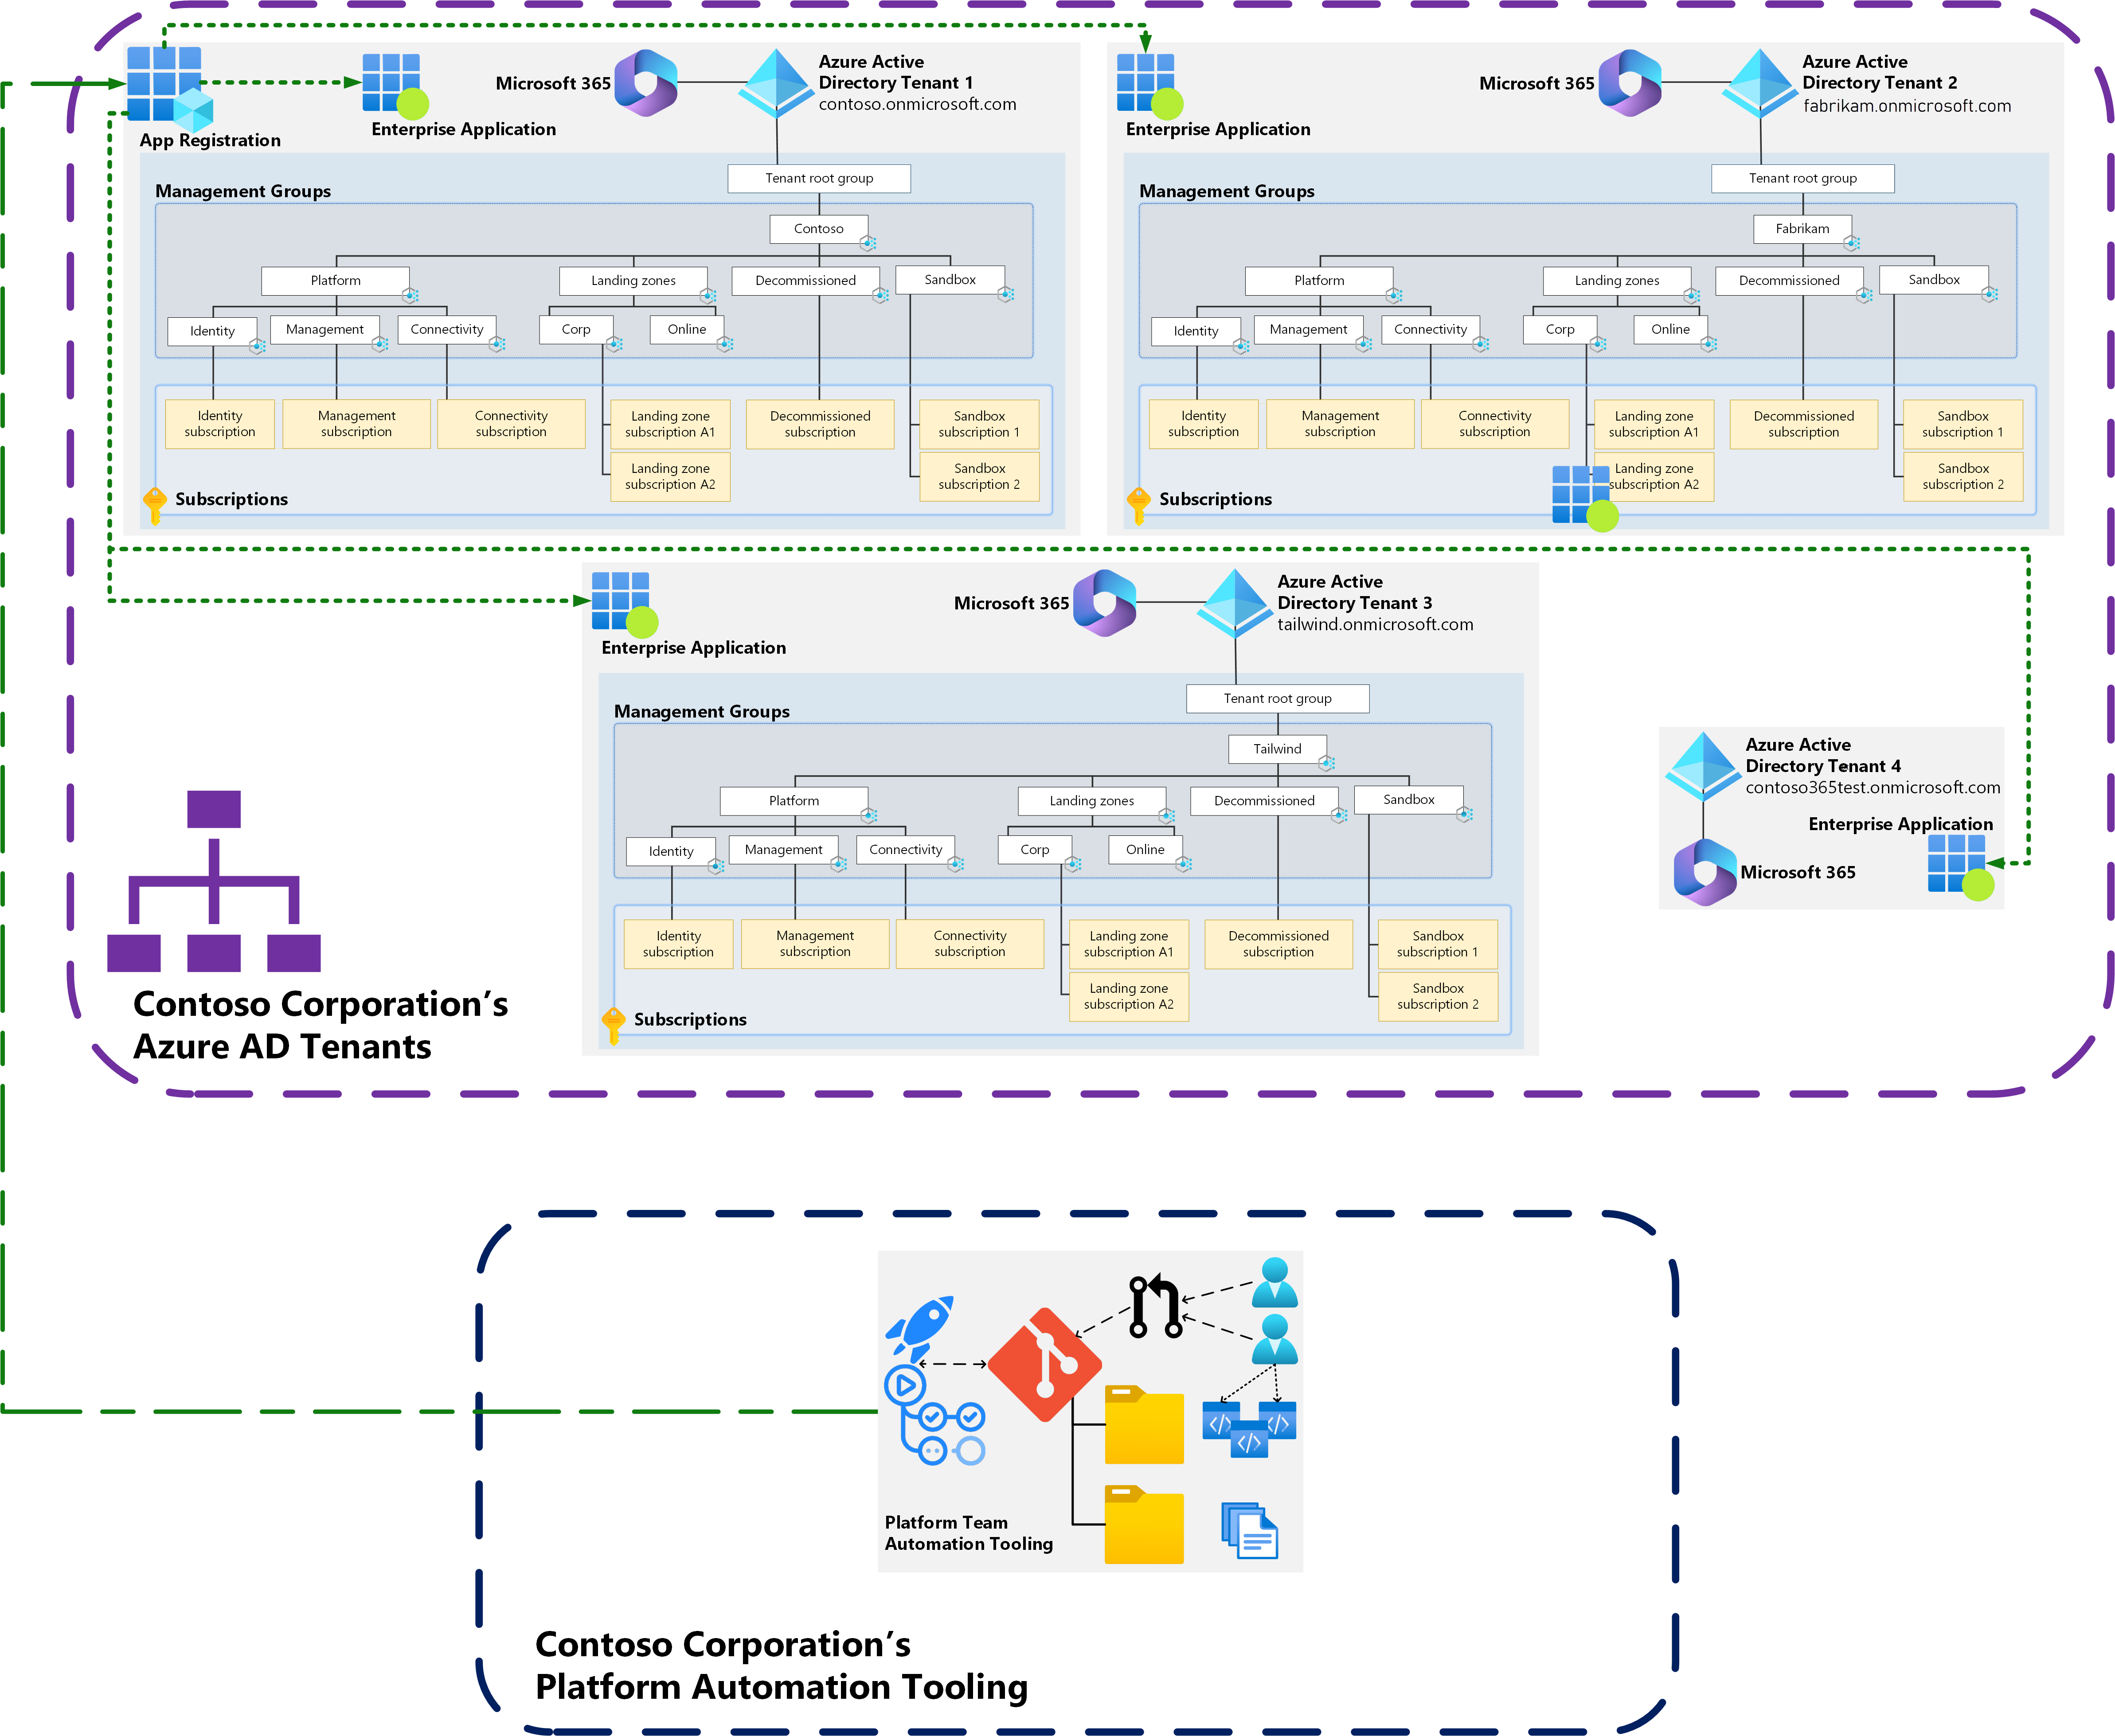 App Registration
Enterprise Application
Microsoft 365
Azure Active
Directory Tenant 1
contoso.onmicrosoft.com
Management Groups
Tenant root group
Contoso
Platform
Landing zones
Decommissioned
Sandbox
Identity
Management
Connectivity
Corp
Online
Identity
subscription
Management
subscription
Connectivity
subscription
Landing zone
subscription A1
Landing zone
subscription A2
Decommissioned
subscription
Sandbox
subscription 1
Sandbox
subscription 2
Subscriptions
Enterprise Application
Microsoft 365
Azure Active
Directory Tenant 2
fabrikam.onmicrosoft.com
Management Groups
Tenant root group
Fabrikam
Platform
Landing zones
Decommissioned
Sandbox
Identity
Management
Connectivity
Corp
Online
Identity
subscription
Management
subscription
Connectivity
subscription
Landing zone
subscription A1
Landing zone
subscription A2
Decommissioned
subscription
Sandbox
subscription 1
Sandbox
subscription 2
Subscriptions
Enterprise Application
Microsoft 365
Azure Active
Directory Tenant 3
tailwind.onmicrosoft.com
Management Groups
Tenant root group
Tailwind
Platform
Landing zones
Decommissioned
Sandbox
Identity
Management
Connectivity
Corp
Online
Identity
subscription
Management
subscription
Connectivity
subscription
Landing zone
subscription A1
Landing zone
subscription A2
Decommissioned
subscription
Sandbox
subscription 1
Sandbox
subscription 2
Subscriptions
Azure Active
Directory Tenant 4
contoso365test.onmicrosoft.com
Enterprise Application
Microsoft 365
Contoso Corporation’s
Azure AD Tenants
Platform Team
Automation Tooling
Contoso Corporation’s
Platform Automation Tooling